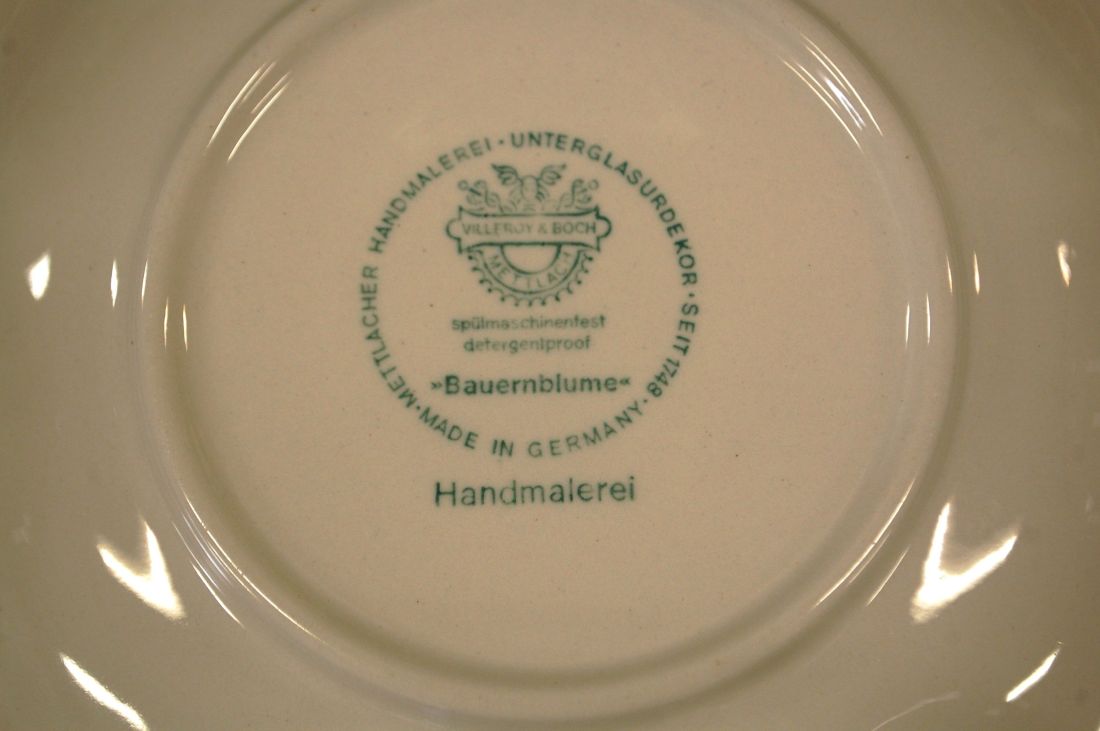 METTLACHER HANDMALEREI · UNTERGLASURDEKOR · SEIT 1748 ·
VILLEROY & BOCH
METTLACH
spülmaschinenfest
detergentproof
»Bauernblume«
MADE IN GERMANY
Handmalerei